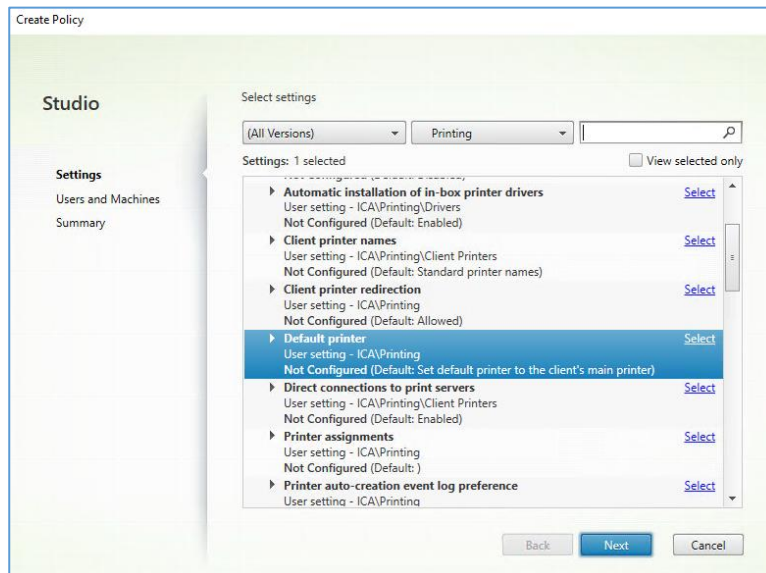 Create Policy
Studio
Settings
Users and Machines
Summary
Select settings
(All Versions)
Printing
Settings: 1 selected
View selected only
Automatic installation of in-box printer drivers
Select
User setting - ICA\Printing\Drivers
Not Configured (Default: Enabled)
Client printer names
Select
User setting - ICA\Printing\Client Printers
Not Configured (Default: Standard printer names)
Client printer redirection
Select
User setting - ICA\Printing
Not Configured (Default: Allowed)
Default printer
Select
User setting - ICA\Printing
Not Configured (Default: Set default printer to the client's main printer)
Direct connections to print servers
Select
User setting - ICA\Printing\Client Printers
Not Configured (Default: Enabled)
Printer assignments
Select
User setting - ICA\Printing
Not Configured (Default: )
Printer auto-creation event log preference
Select
User setting - ICA\Printing
Back
Next
Cancel